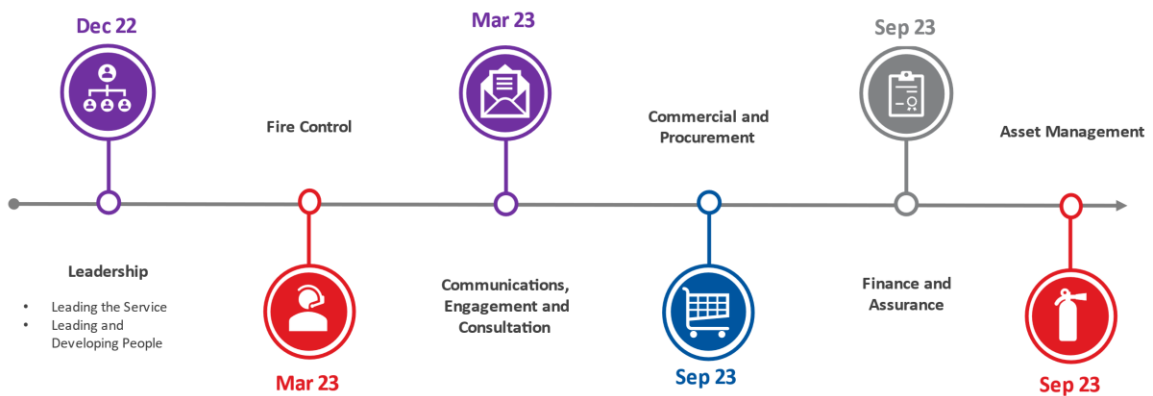 Dec 22
Leadership
• Leading the Service
• Leading and
Developing People
Fire Control
Mar 23
Mar 23
Communications,
Engagement and
Consultation
Commercial and
Procurement
Sep 23
Sep 23
Finance and
Assurance
Asset Management
Sep 23